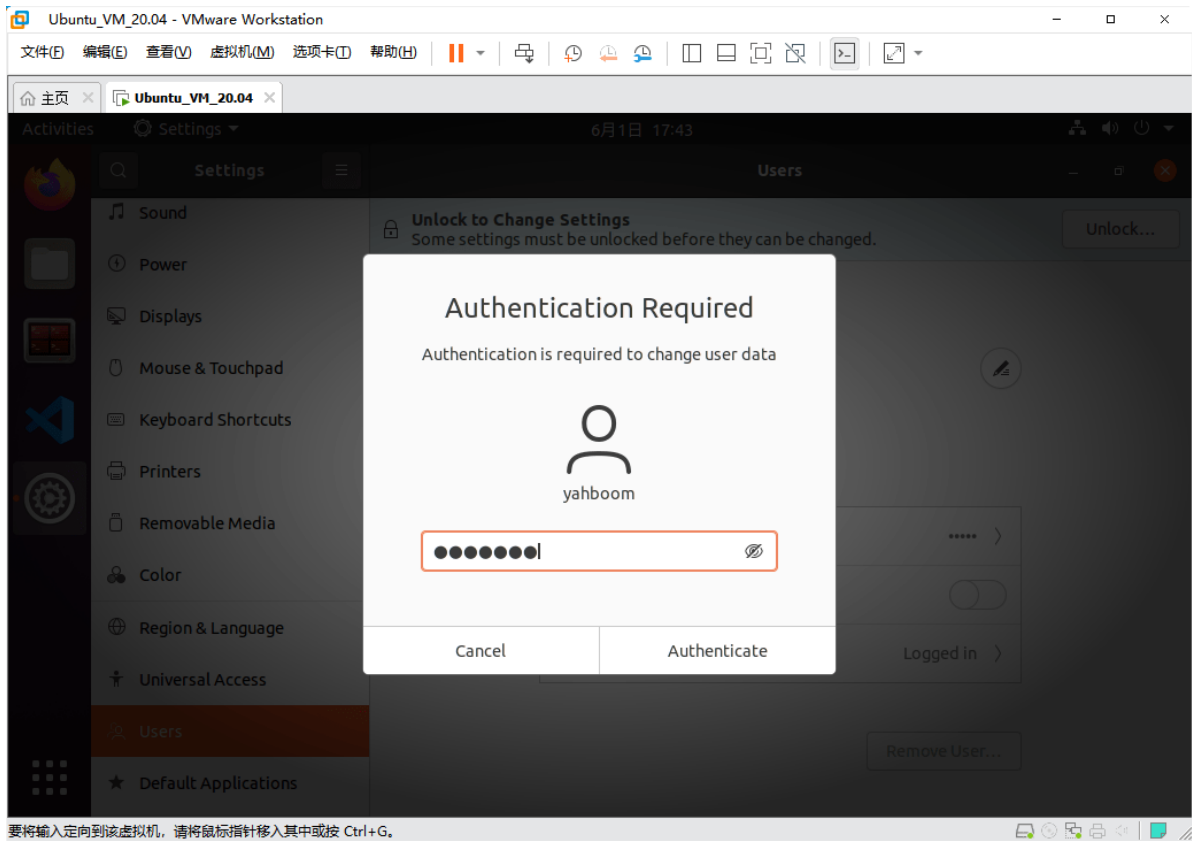 Ubuntu_VM_20.04 - VMware Workstation
文件(F) 编辑(E) 查看(V) 虚拟机(M) 选项卡(T) 帮助(H)
主页 Ubuntu_VM_20.04
Activities Settings 6月1日 17:43
Settings Users
Sound
Unlock to Change Settings
Some settings must be unlocked before they can be changed.
Unlock...
Power
Displays
Mouse & Touchpad
Keyboard Shortcuts
Printers
Removable Media
Color
Region & Language
Universal Access
Users
Default Applications
Authentication Required
Authentication is required to change user data
yahboom
●●●●●●●
Cancel Authenticate
•••••
Logged in
Remove User...
要将输入定向到该虚拟机，请将鼠标指针移入其中或按 Ctrl+G。